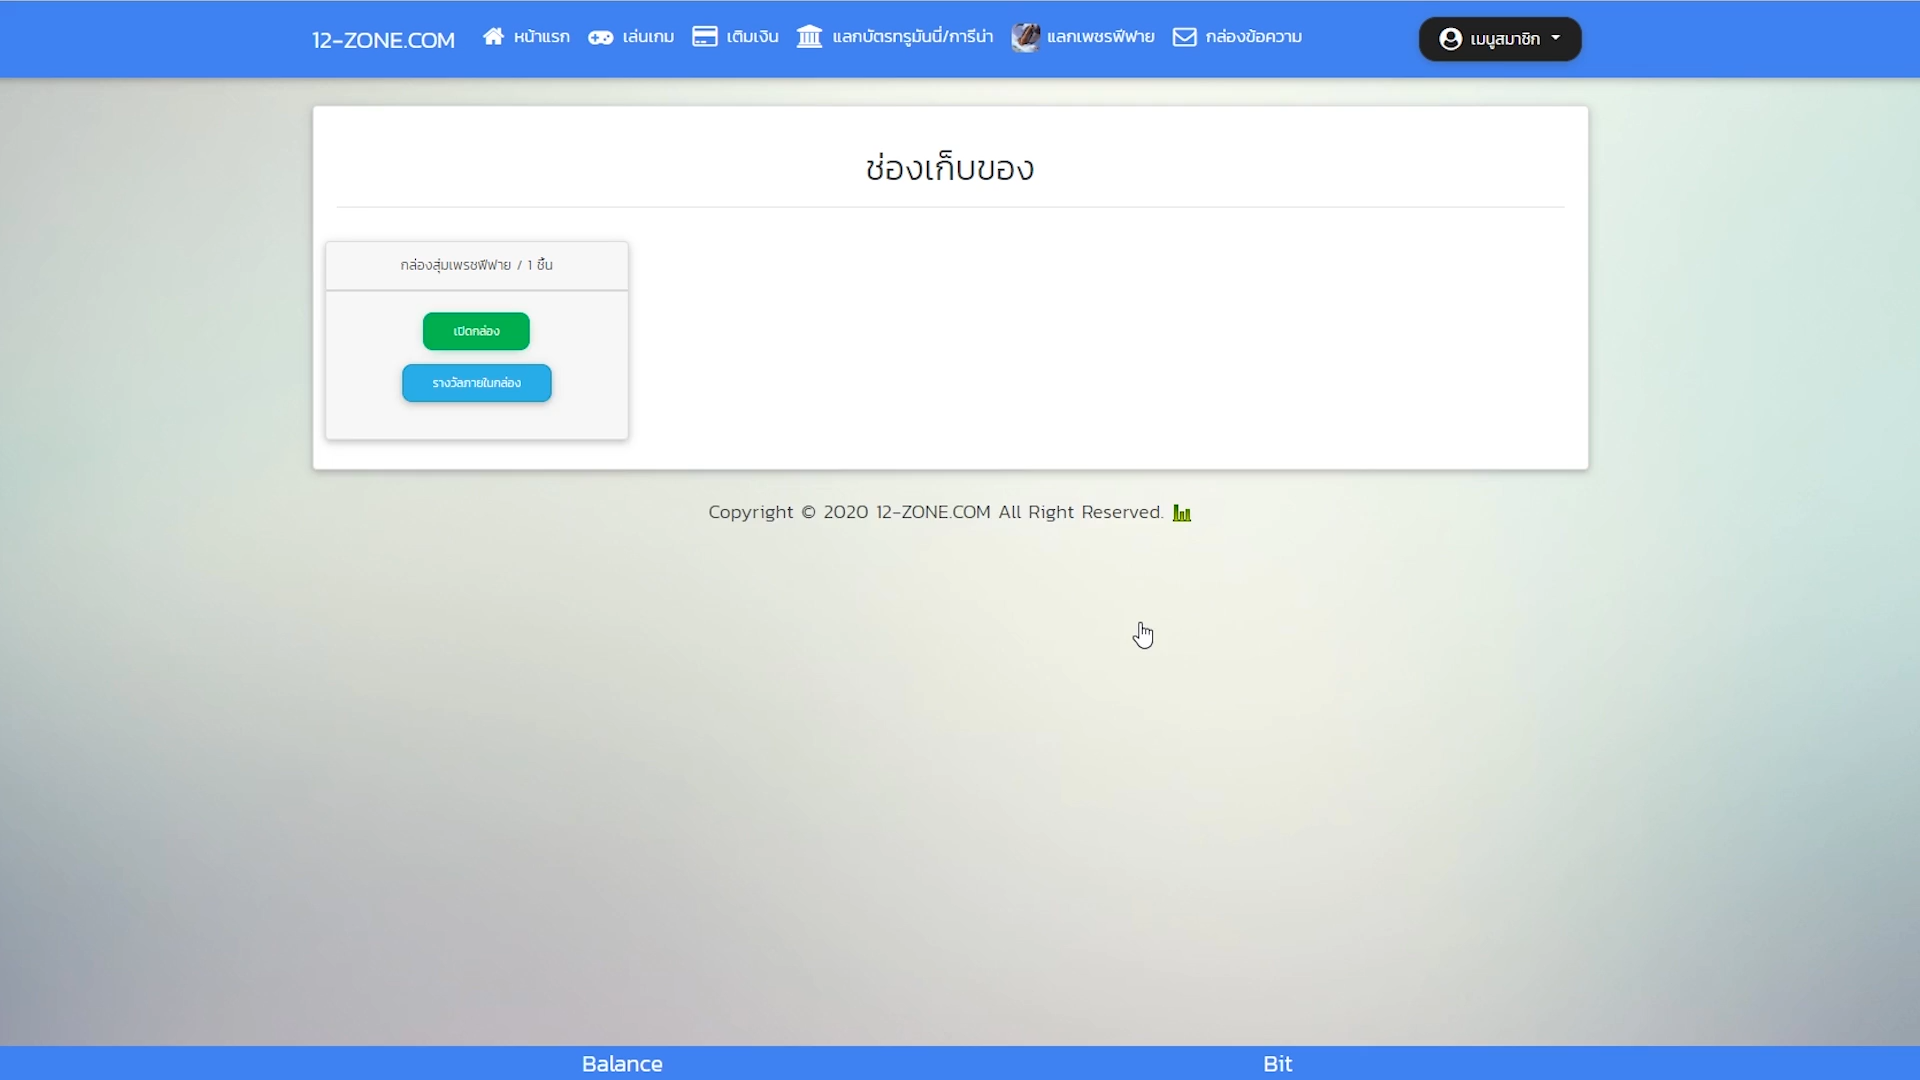 12-ZONE.COM หน้าแรก เล่นเกม เติมเงิน แลกบัตรทรูมันนี่/การีน่า แลกเพชรฟีฟาย กล่องข้อความ เมนูสมาชิก
ช่องเก็บของ
กล่องสุ่มเพรชฟีฟาย / 1 ชิ้น
เปิดกล่อง
รางวัลภายในกล่อง
Copyright © 2020 12-ZONE.COM All Right Reserved.
Balance Bit